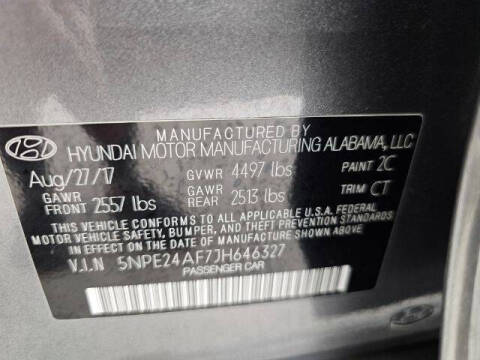 MANUFACTURED BY
HYUNDAI MOTOR MANUFACTURING ALABAMA, LLC
Aug/27/17 GVWR 4497 lbs PAINT 2C
GAWR FRONT 2557 lbs GAWR REAR 2513 lbs TRIM CT
THIS VEHICLE CONFORMS TO ALL APPLICABLE U.S. FEDERAL
MOTOR VEHICLE SAFETY, BUMPER, AND THEFT PREVENTION STANDARDS
IN EFFECT ON THE DATE OF MANUFACTURE SHOWN ABOVE.
V.I.N 5NPE24AF7JH646327
PASSENGER CAR